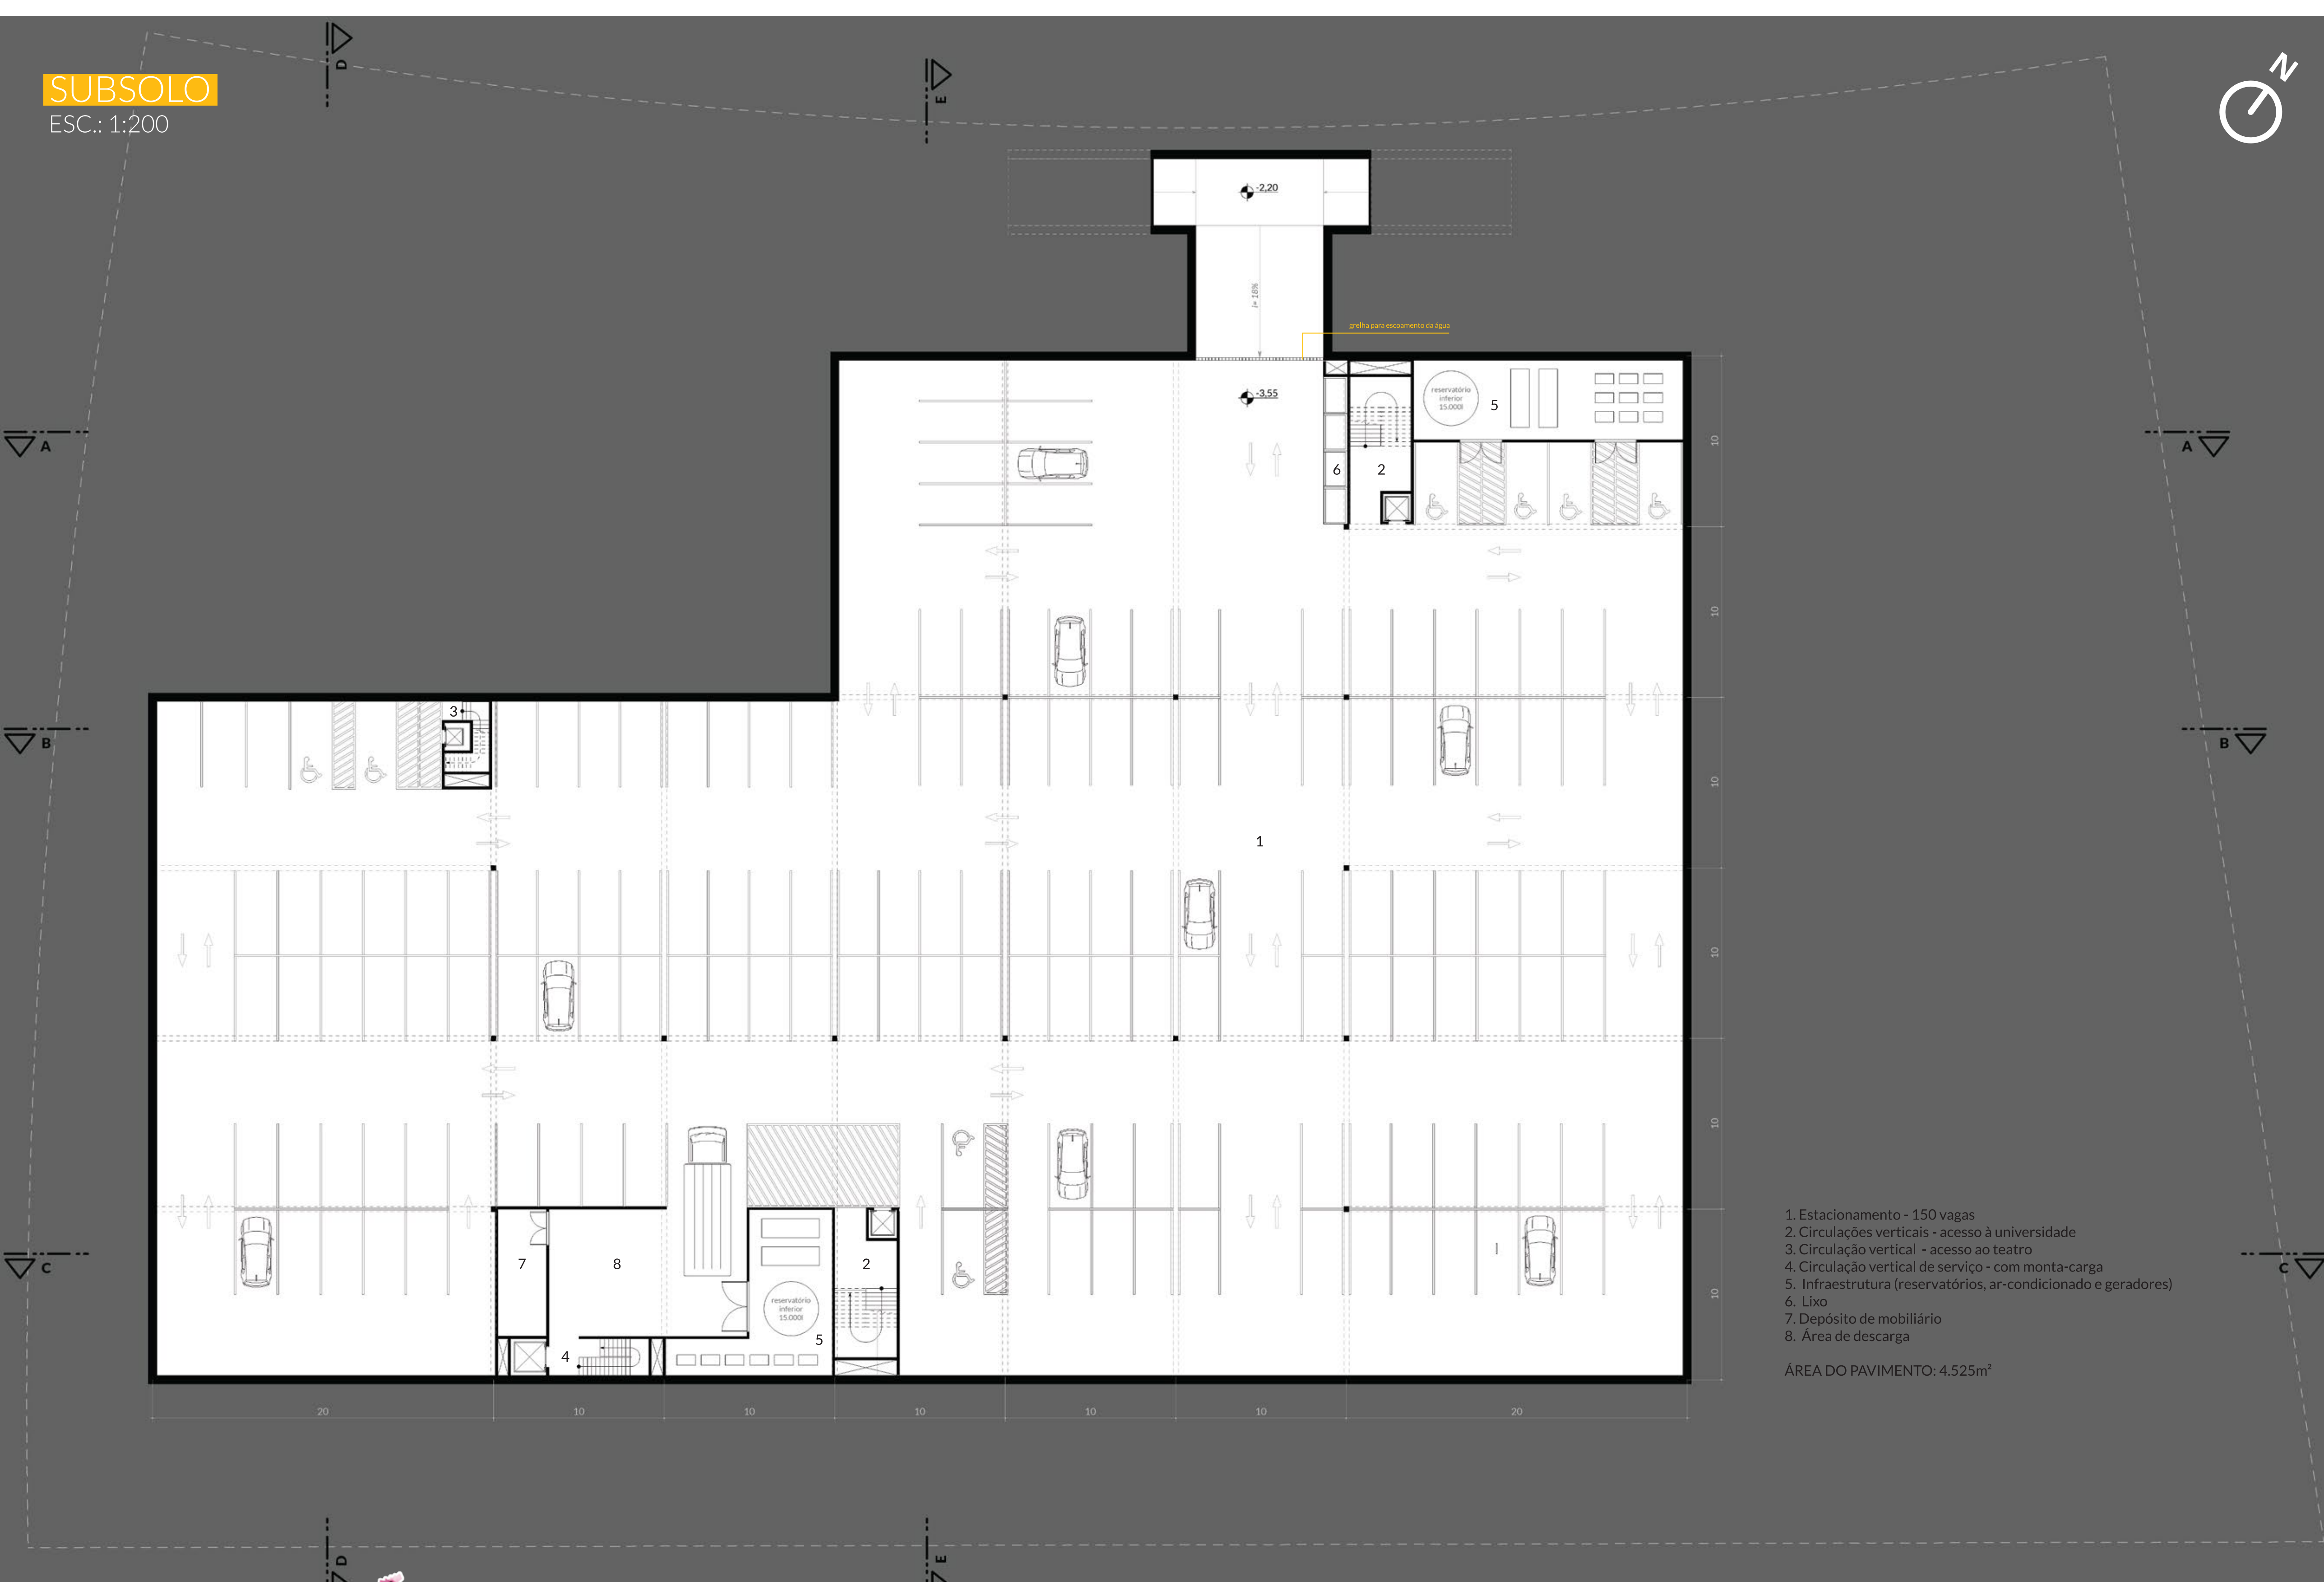 D
E
N
SUBSOLO
ESC.: 1:200
-2,20
i= 18%
grelha para escoamento da água
-3,55
reservatório
inferior
15.000l
5
6
2
10
A
A
10
3
B
B
10
1
10
10
7
8
2
reservatório
inferior
15.000l
5
4
10
C
C
20
10
10
10
10
10
20
1. Estacionamento - 150 vagas
2. Circulações verticais - acesso à universidade
3. Circulação vertical - acesso ao teatro
4. Circulação vertical de serviço - com monta-carga
5. Infraestrutura (reservatórios, ar-condicionado e geradores)
6. Lixo
7. Depósito de mobiliário
8. Área de descarga
ÁREA DO PAVIMENTO: 4.525m²
D
E